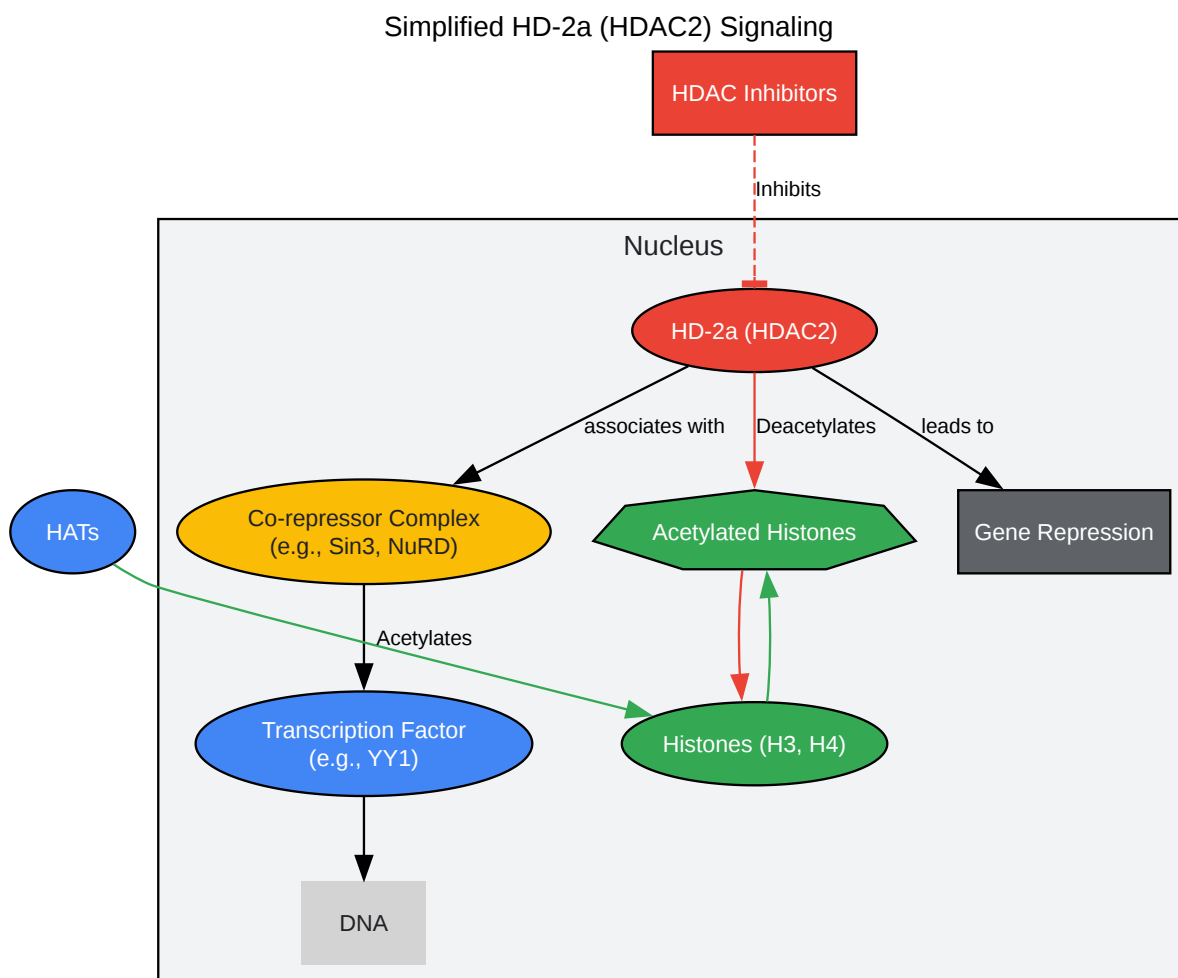 Simplified HD-2a (HDAC2) Signaling
HDAC Inhibitors
Inhibits
Nucleus
HD-2a (HDAC2)
associates with
Deacetylates
leads to
HATs
Co-repressor Complex
(e.g., Sin3, NuRD)
Acetylated Histones
Gene Repression
Acetylates
Transcription Factor
(e.g., YY1)
Histones (H3, H4)
DNA